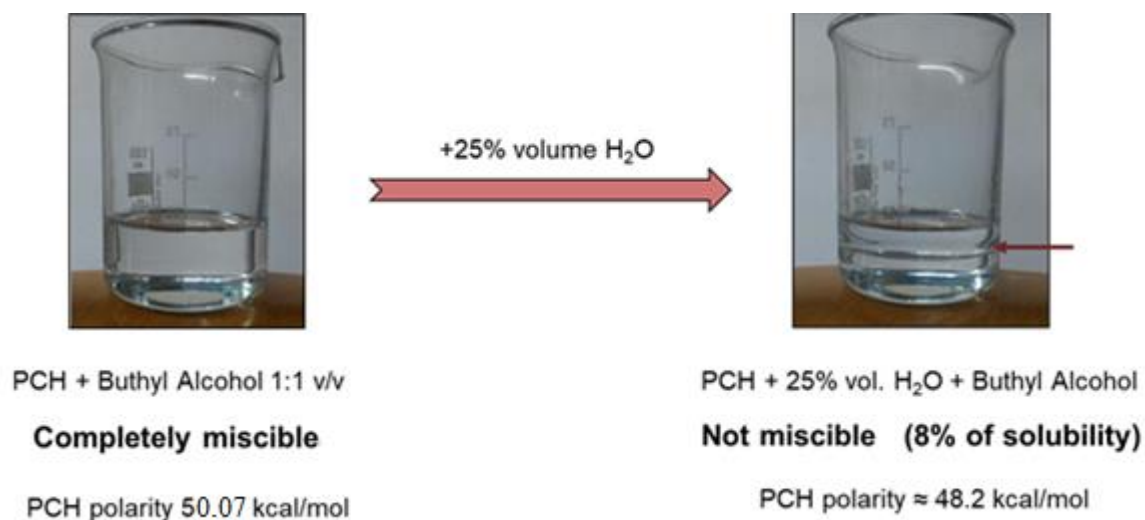 +25% volume H₂O
PCH + Buthyl Alcohol 1:1 v/v
Completely miscible
PCH polarity 50.07 kcal/mol
PCH + 25% vol. H₂O + Buthyl Alcohol
Not miscible (8% of solubility)
PCH polarity ≈ 48.2 kcal/mol